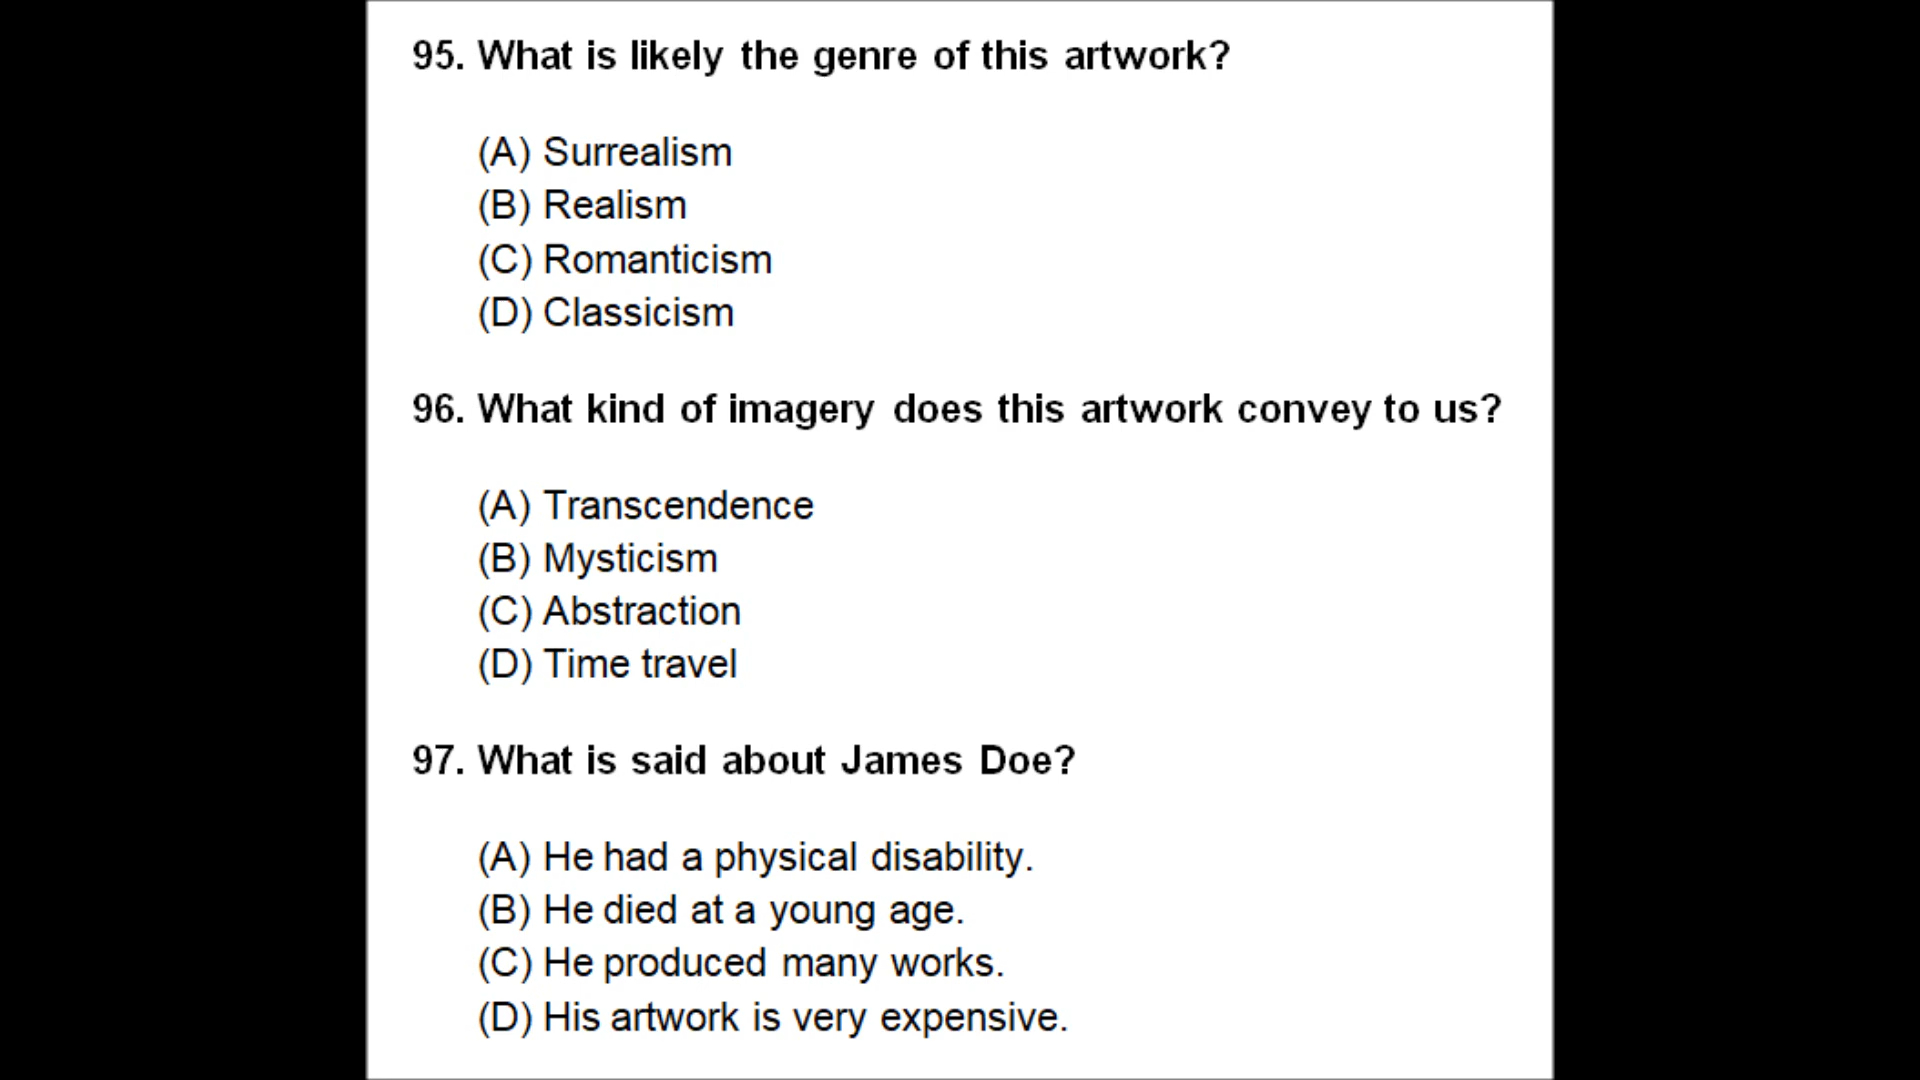 95. What is likely the genre of this artwork?
(A) Surrealism
(B) Realism
(C) Romanticism
(D) Classicism
96. What kind of imagery does this artwork convey to us?
(A) Transcendence
(B) Mysticism
(C) Abstraction
(D) Time travel
97. What is said about James Doe?
(A) He had a physical disability.
(B) He died at a young age.
(C) He produced many works.
(D) His artwork is very expensive.